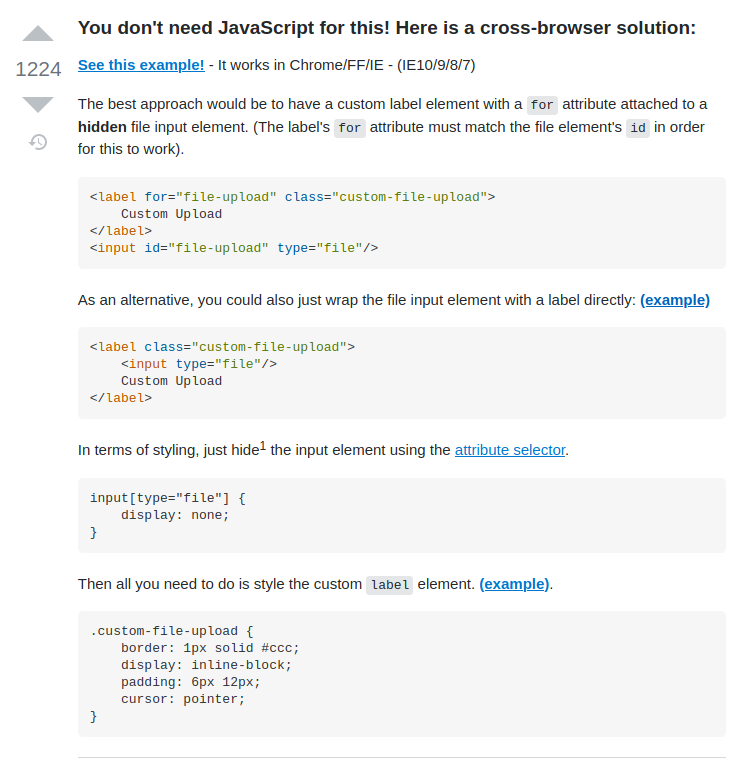 You don't need JavaScript for this! Here is a cross-browser solution:
1224
See this example! - It works in Chrome/FF/IE - (IE10/9/8/7)
The best approach would be to have a custom label element with a for attribute attached to a
hidden file input element. (The label's for attribute must match the file element's id in order
for this to work).
<label for="file-upload" class="custom-file-upload">
    Custom Upload
</label>
<input id="file-upload" type="file"/>
As an alternative, you could also just wrap the file input element with a label directly: (example)
<label class="custom-file-upload">
    <input type="file"/>
    Custom Upload
</label>
In terms of styling, just hide1 the input element using the attribute selector.
input[type="file"] {
    display: none;
}
Then all you need to do is style the custom label element. (example).
.custom-file-upload {
    border: 1px solid #ccc;
    display: inline-block;
    padding: 6px 12px;
    cursor: pointer;
}